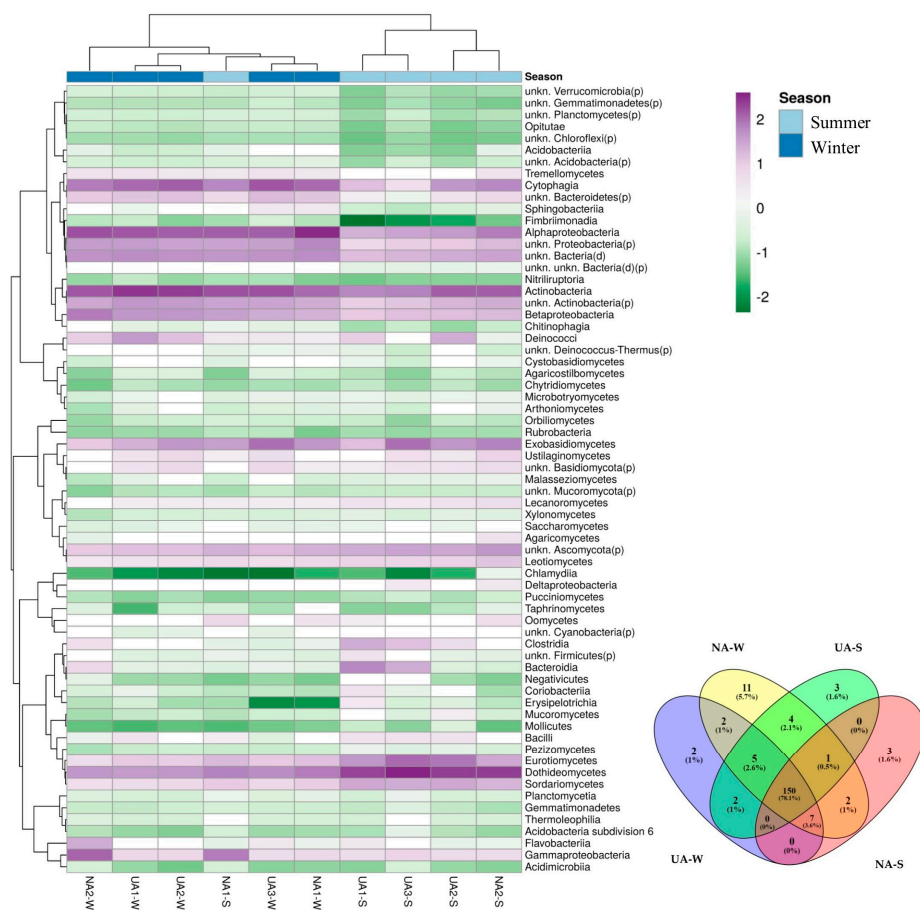 Season
unkn. Verrucomicrobia(p)
unkn. Gemmatimonadetes(p)
unkn. Planctomycetes(p)
Opitutae
unkn. Chloroflexi(p)
Acidobacteriia
unkn. Acidobacteria(p)
Tremellomycetes
Cytophagia
unkn. Bacteroidetes(p)
Sphingobacteriia
Fimbriimonadia
Alphaproteobacteria
unkn. Proteobacteria(p)
unkn. Bacteria(d)
unkn. unkn. Bacteria(d)(p)
Nitriliruptoria
Actinobacteria
unkn. Actinobacteria(p)
Betaproteobacteria
Chitinophagia
Deinococci
unkn. Deinococcus-Thermus(p)
Cystobasidiomycetes
Agaricostilbomycetes
Chytridiomycetes
Microbotryomycetes
Arthoniomycetes
Orbiliomycetes
Rubrobacteria
Exobasidiomycetes
Ustilaginomycetes
unkn. Basidiomycota(p)
Malasseziomycetes
unkn. Mucoromycota(p)
Lecanoromycetes
Xylonomycetes
Saccharomycetes
Agaricomycetes
unkn. Ascomycota(p)
Leotiomycetes
Chlamydiia
Deltaproteobacteria
Pucciniomycetes
Taphrinomycetes
Oomycetes
unkn. Cyanobacteria(p)
Clostridia
unkn. Firmicutes(p)
Bacteroidia
Negativicutes
Coriobacteriia
Erysipelotrichia
Mucoromycetes
Mollicutes
Bacilli
Pezizomycetes
Eurotiomycetes
Dothideomycetes
Sordariomycetes
Planctomycetia
Gemmatimonadetes
Thermoleophilia
Acidobacteria subdivision 6
Flavobacteriia
Gammaproteobacteria
Acidimicrobiia
NA2-W
UA1-W
UA2-W
NA1-S
UA3-W
NA1-W
UA1-S
UA3-S
UA2-S
NA2-S
2
1
0
-1
-2
Season
Summer
Winter
NA-W
UA-S
11
(5.7%)
3
(1.6%)
2
(1%)
4
(2.1%)
0
(0%)
2
(1%)
5
(2.6%)
1
(0.5%)
3
(1.6%)
150
(78.1%)
2
(1%)
0
(0%)
7
(3.6%)
2
(1%)
0
(0%)
UA-W
NA-S